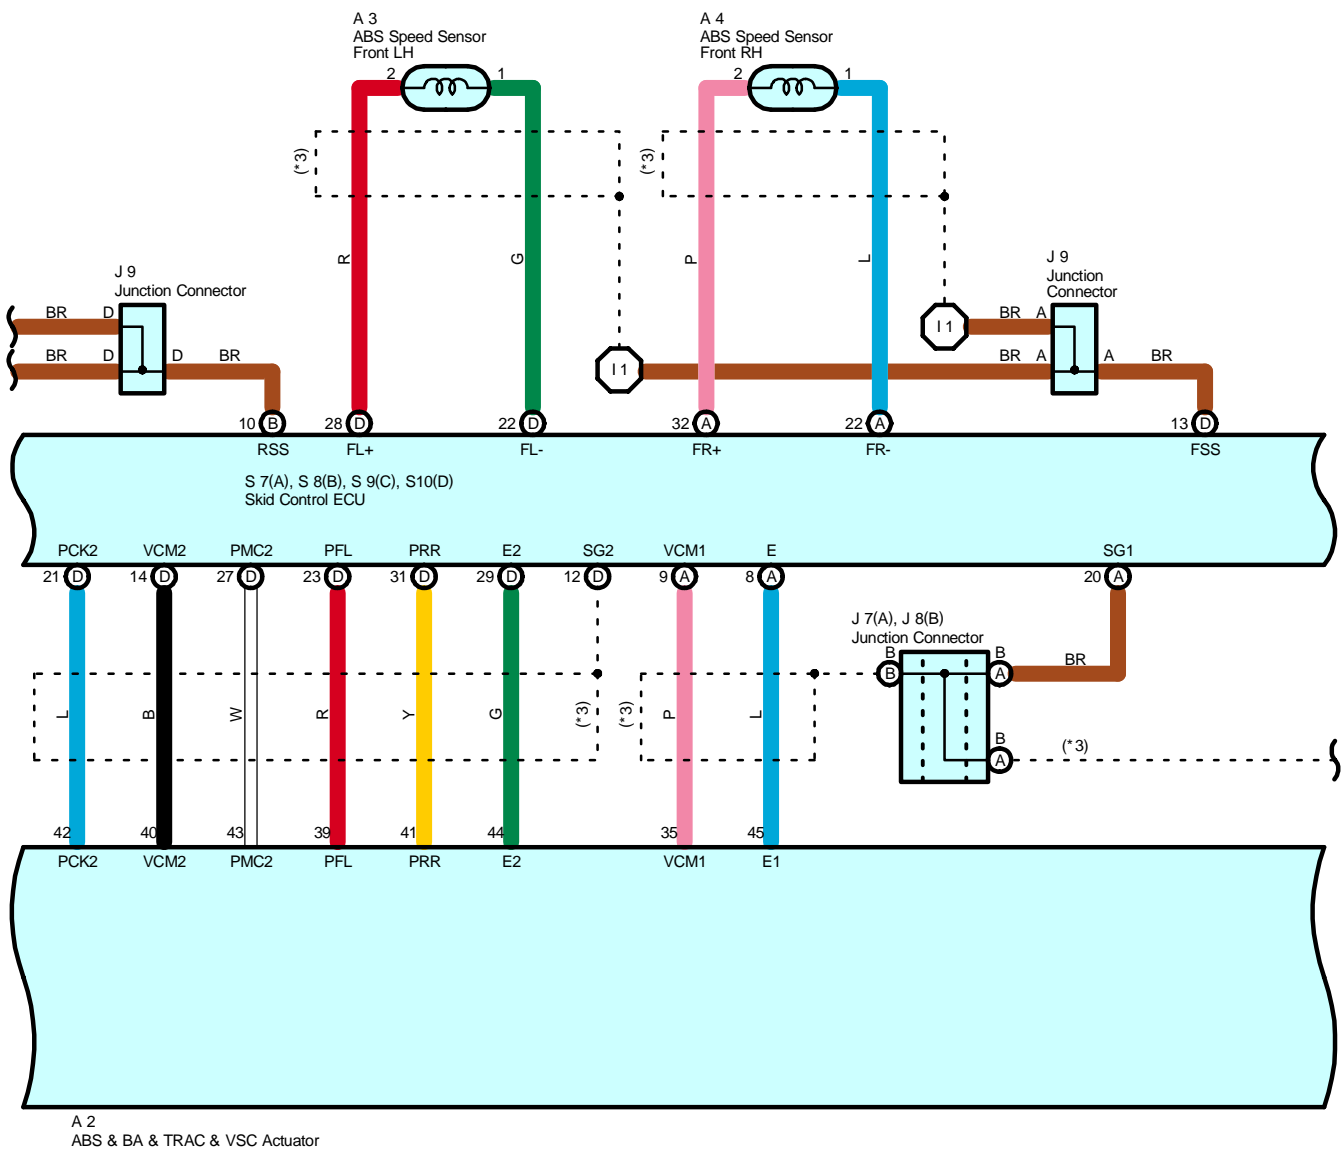 A 3
ABS Speed Sensor
Front LH
A 4
ABS Speed Sensor
Front RH
2 1 2 1
(*3) (*3)
R G P L
J 9
Junction Connector
J 9
Junction
Connector
BR D
BR D D BR
I 1 BR A
I 1 BR A A BR
10 B 28 D 22 D 32 A 22 A 13 D
RSS FL+ FL- FR+ FR- FSS
S 7(A), S 8(B), S 9(C), S10(D)
Skid Control ECU
PCK2 VCM2 PMC2 PFL PRR E2 SG2 VCM1 E SG1
21 D 14 D 27 D 23 D 31 D 29 D 12 D 9 A 8 A 20 A
J 7(A), J 8(B)
Junction Connector
B B
B A BR
L B W R Y G (*3) (*3) P L
B
A (*3)
42 40 43 39 41 44 35 45
PCK2 VCM2 PMC2 PFL PRR E2 VCM1 E1
A 2
ABS & BA & TRAC & VSC Actuator